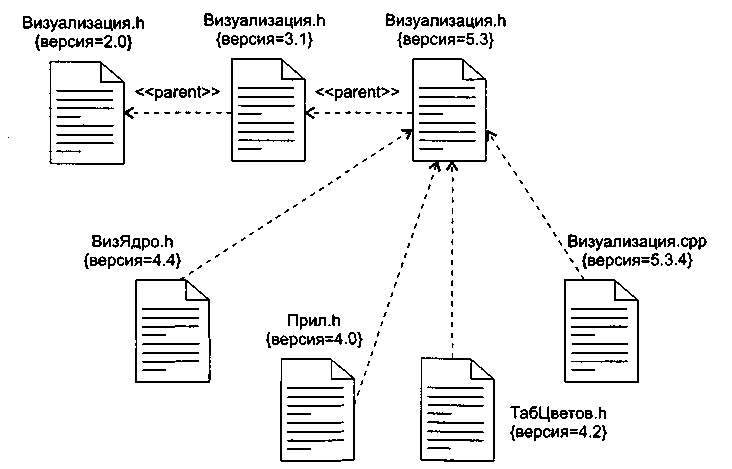 Визуализация.h
{версия=2.0}
Визуализация.h
{версия=3.1}
Визуализация.h
{версия=5.3}
<<parent>>
<<parent>>
ВизЯдро.h
{версия=4.4}
Визуализация.cpp
{версия=5.3.4}
Прил.h
{версия=4.0}
ТабЦветов.h
{версия=4.2}